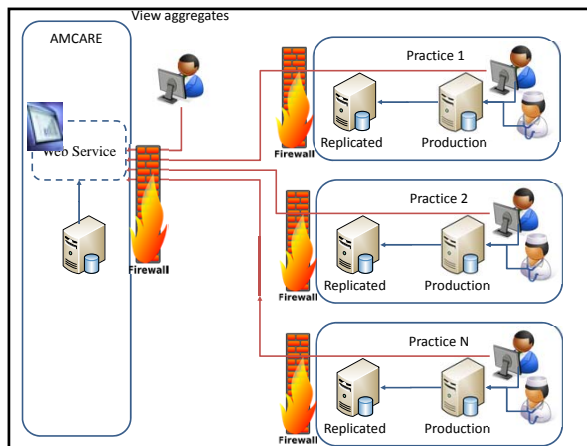 View aggregates
AMCARE
Web Service
Firewall
Practice 1
Replicated
Production
Firewall
Practice 2
Replicated
Production
Firewall
Practice N
Replicated
Production
Firewall